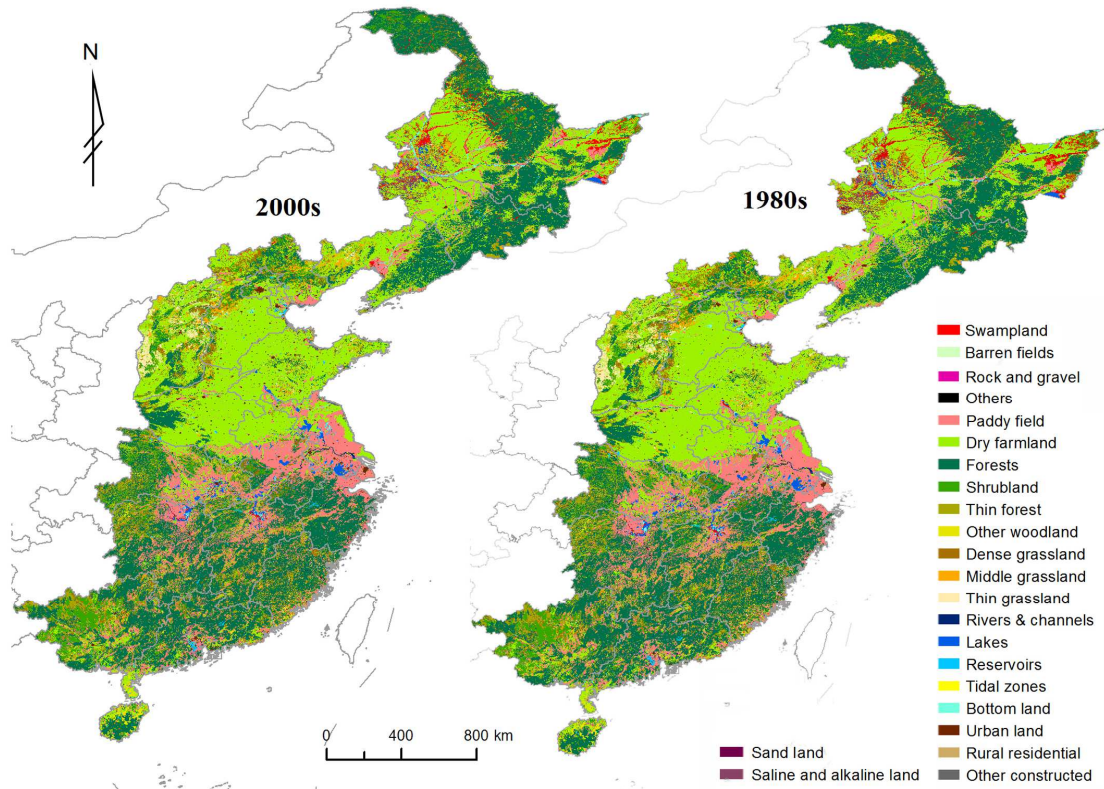 N
2000s
1980s
Swampland
Barren fields
Rock and gravel
Others
Paddy field
Dry farmland
Forests
Shrubland
Thin forest
Other woodland
Dense grassland
Middle grassland
Thin grassland
Rivers & channels
Lakes
Reservoirs
Tidal zones
Bottom land
Urban land
Rural residential
Other constructed
Sand land
Saline and alkaline land
0 400 800 km